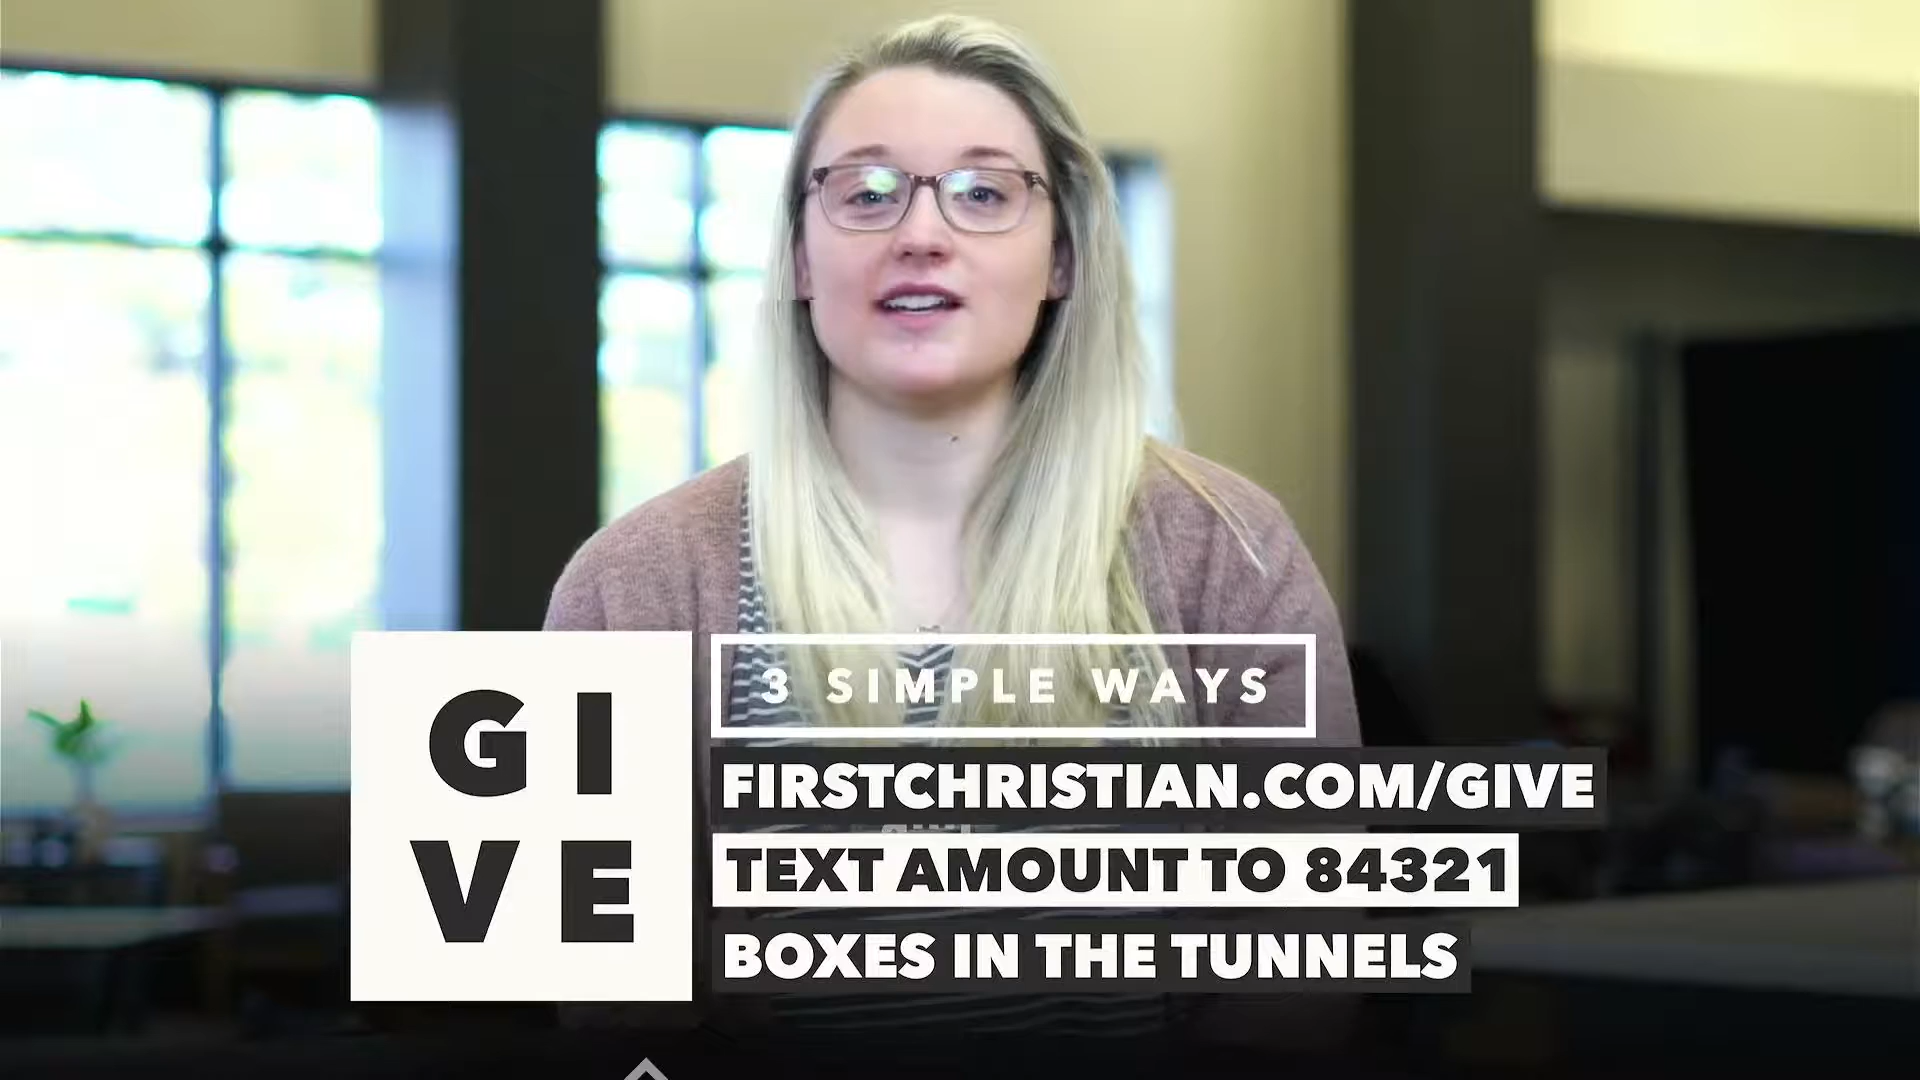 GI
VE
3 SIMPLE WAYS
FIRSTCHRISTIAN.COM/GIVE
TEXT AMOUNT TO 84321
BOXES IN THE TUNNELS